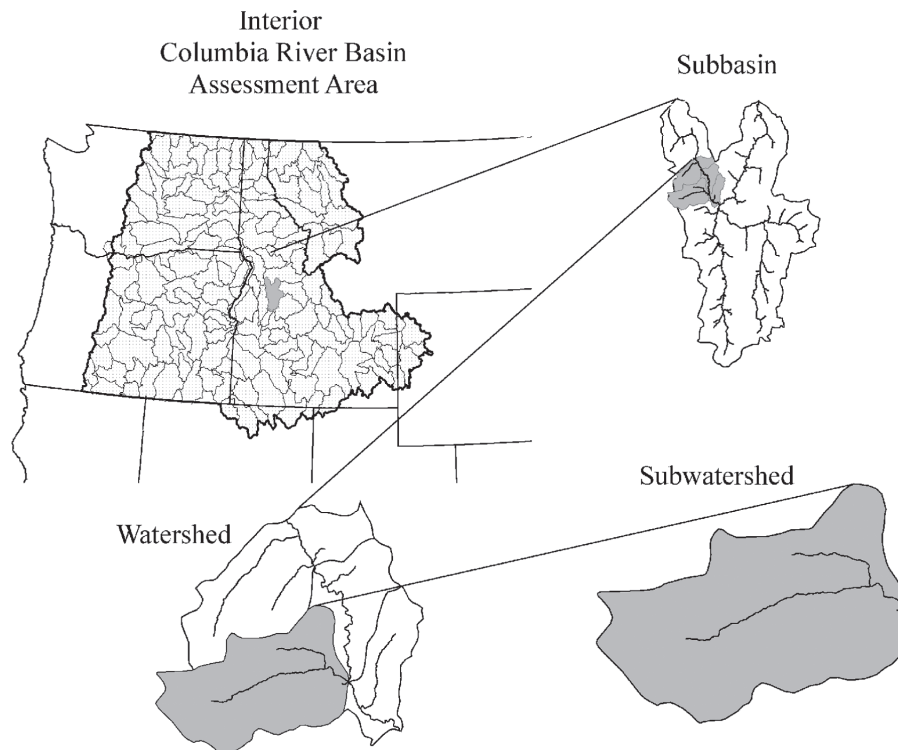 Interior
Columbia River Basin
Assessment Area
Subbasin
Watershed
Subwatershed